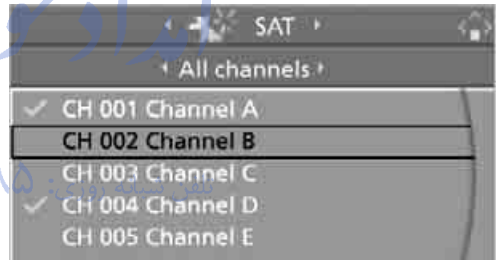 SAT
All channels
CH 001 Channel A
CH 002 Channel B
CH 003 Channel C
CH 004 Channel D
CH 005 Channel E